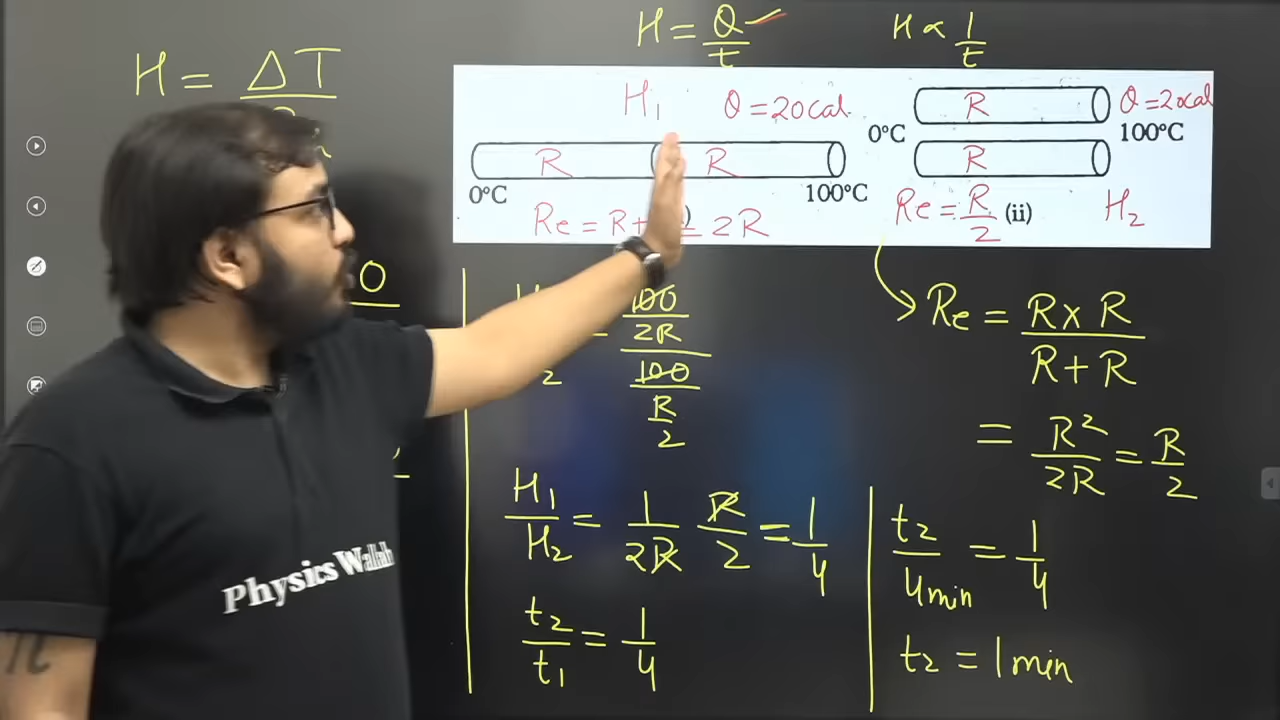 H = ΔT
H = Q/t
H ∝ 1/t
H₁ Q = 20cal
R R
0°C 100°C
Re = R+ 2R
R Q = 20cal
0°C 100°C
R
Re = R/2 (ii) H₂
0
100/2R
100/(R/2)
2
H₁/H₂ = 1/2R R/2 = 1/4
t₂/t₁ = 1/4
Re = R × R/R + R
= R²/2R = R/2
t₂/4min = 1/4
t₂ = 1min
Physics Wallah
π